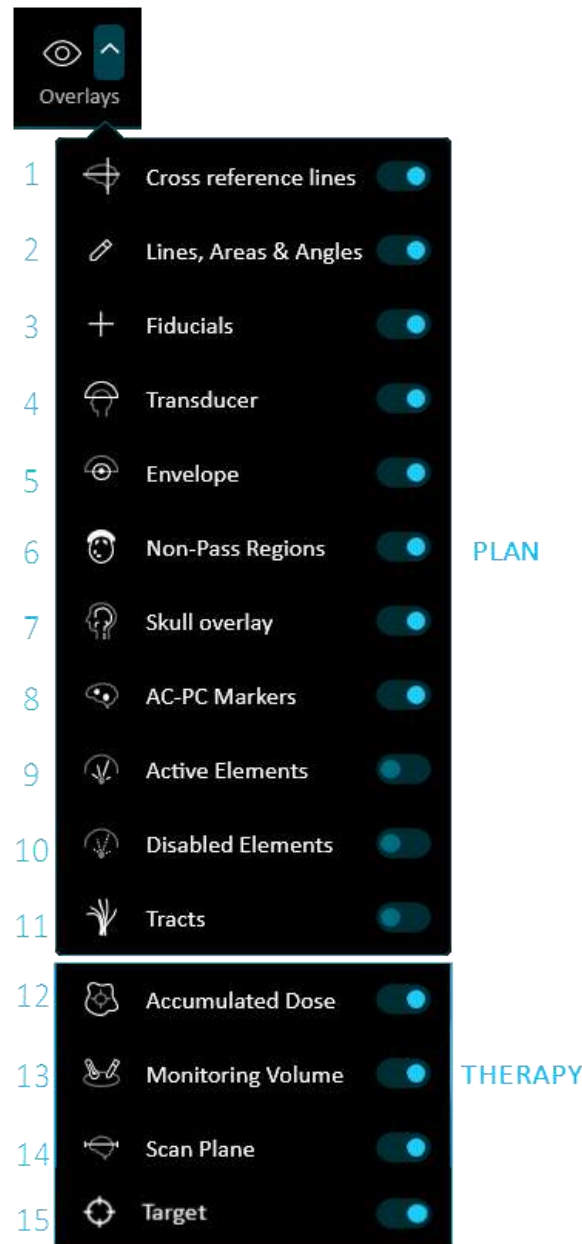 Overlays
1 Cross reference lines
2 Lines, Areas & Angles
3 Fiducials
4 Transducer
5 Envelope
6 Non-Pass Regions PLAN
7 Skull overlay
8 AC-PC Markers
9 Active Elements
10 Disabled Elements
11 Tracts
12 Accumulated Dose
13 Monitoring Volume THERAPY
14 Scan Plane
15 Target